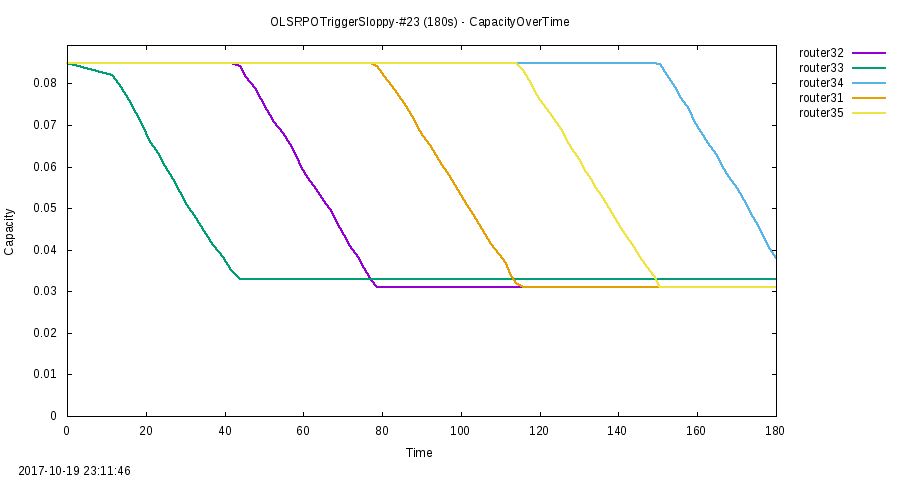 OLSRPOTriggerSloppy-#23 (180s) - CapacityOverTime
router32
router33
router34
router31
router35
Capacity
0.08
0.07
0.06
0.05
0.04
0.03
0.02
0.01
0
0 20 40 60 80 100 120 140 160 180
Time
2017-10-19 23:11:46